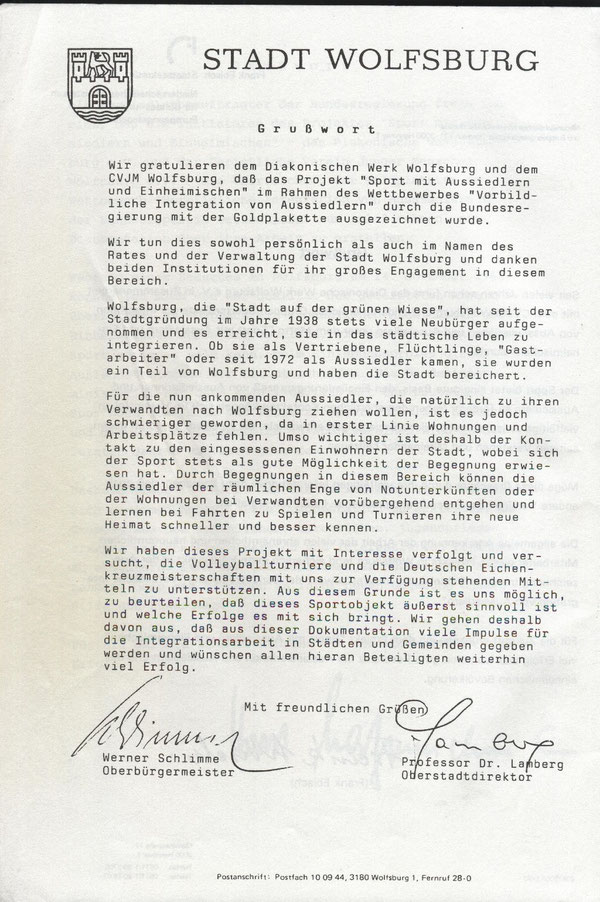 STADT WOLFSBURG
Grußwort
Wir gratulieren dem Diakonischen Werk Wolfsburg und dem
CVJM Wolfsburg, daß das Projekt "Sport mit Aussiedlern
und Einheimischen" im Rahmen des Wettbewerbes "Vorbild-
liche Integration von Aussiedlern" durch die Bundesre-
gierung mit der Goldplakette ausgezeichnet wurde.
Wir tun dies sowohl persönlich als auch im Namen des
Rates und der Verwaltung der Stadt Wolfsburg und danken
beiden Institutionen für ihr großes Engagement in diesem
Bereich.
Wolfsburg, die "Stadt auf der grünen Wiese", hat seit der
Stadtgründung im Jahre 1938 stets viele Neubürger aufge-
nommen und es erreicht, sie in das städtische Leben zu
integrieren. Ob sie als Vertriebene, Flüchtlinge, "Gast-
arbeiter" oder seit 1972 als Aussiedler kamen, sie wurden
ein Teil von Wolfsburg und haben die Stadt bereichert.
Für die nun ankommenden Aussiedler, die natürlich zu ihren
Verwandten nach Wolfsburg ziehen wollen, ist es jedoch
schwieriger geworden, da in erster Linie Wohnungen und
Arbeitsplätze fehlen. Umso wichtiger ist deshalb der Kon-
takt zu den eingesessenen Einwohnern der Stadt, wobei sich
der Sport stets als gute Möglichkeit der Begegnung erwie-
sen hat. Durch Begegnungen in diesem Bereich können die
Aussiedler der räumlichen Enge von Notunterkünften oder
der Wohnungen bei Verwandten vorübergehend entgehen und
lernen bei Fahrten zu Spielen und Turnieren ihre neue
Heimat schneller und besser kennen.
Wir haben dieses Projekt mit Interesse verfolgt und ver-
sucht, die Volleyballturniere und die Deutschen Eichen-
kreuzmeisterschaften mit uns zur Verfügung stehenden Mit-
teln zu unterstützen. Aus diesem Grunde ist es uns möglich,
zu beurteilen, daß dieses Sportobjekt äußerst sinnvoll ist
und welche Erfolge es mit sich bringt. Wir gehen deshalb
davon aus, daß aus dieser Dokumentation viele Impulse für
die Integrationsarbeit in Städten und Gemeinden gegeben
werden und wünschen allen hieran Beteiligten weiterhin
viel Erfolg.
Mit freundlichen Grüßen
Schlimme
Lamberg
Werner Schlimme
Oberbürgermeister
Professor Dr. Lamberg
Oberstadtdirektor
Postanschrift: Postfach 10 09 44, 3180 Wolfsburg 1, Fernruf 28-0